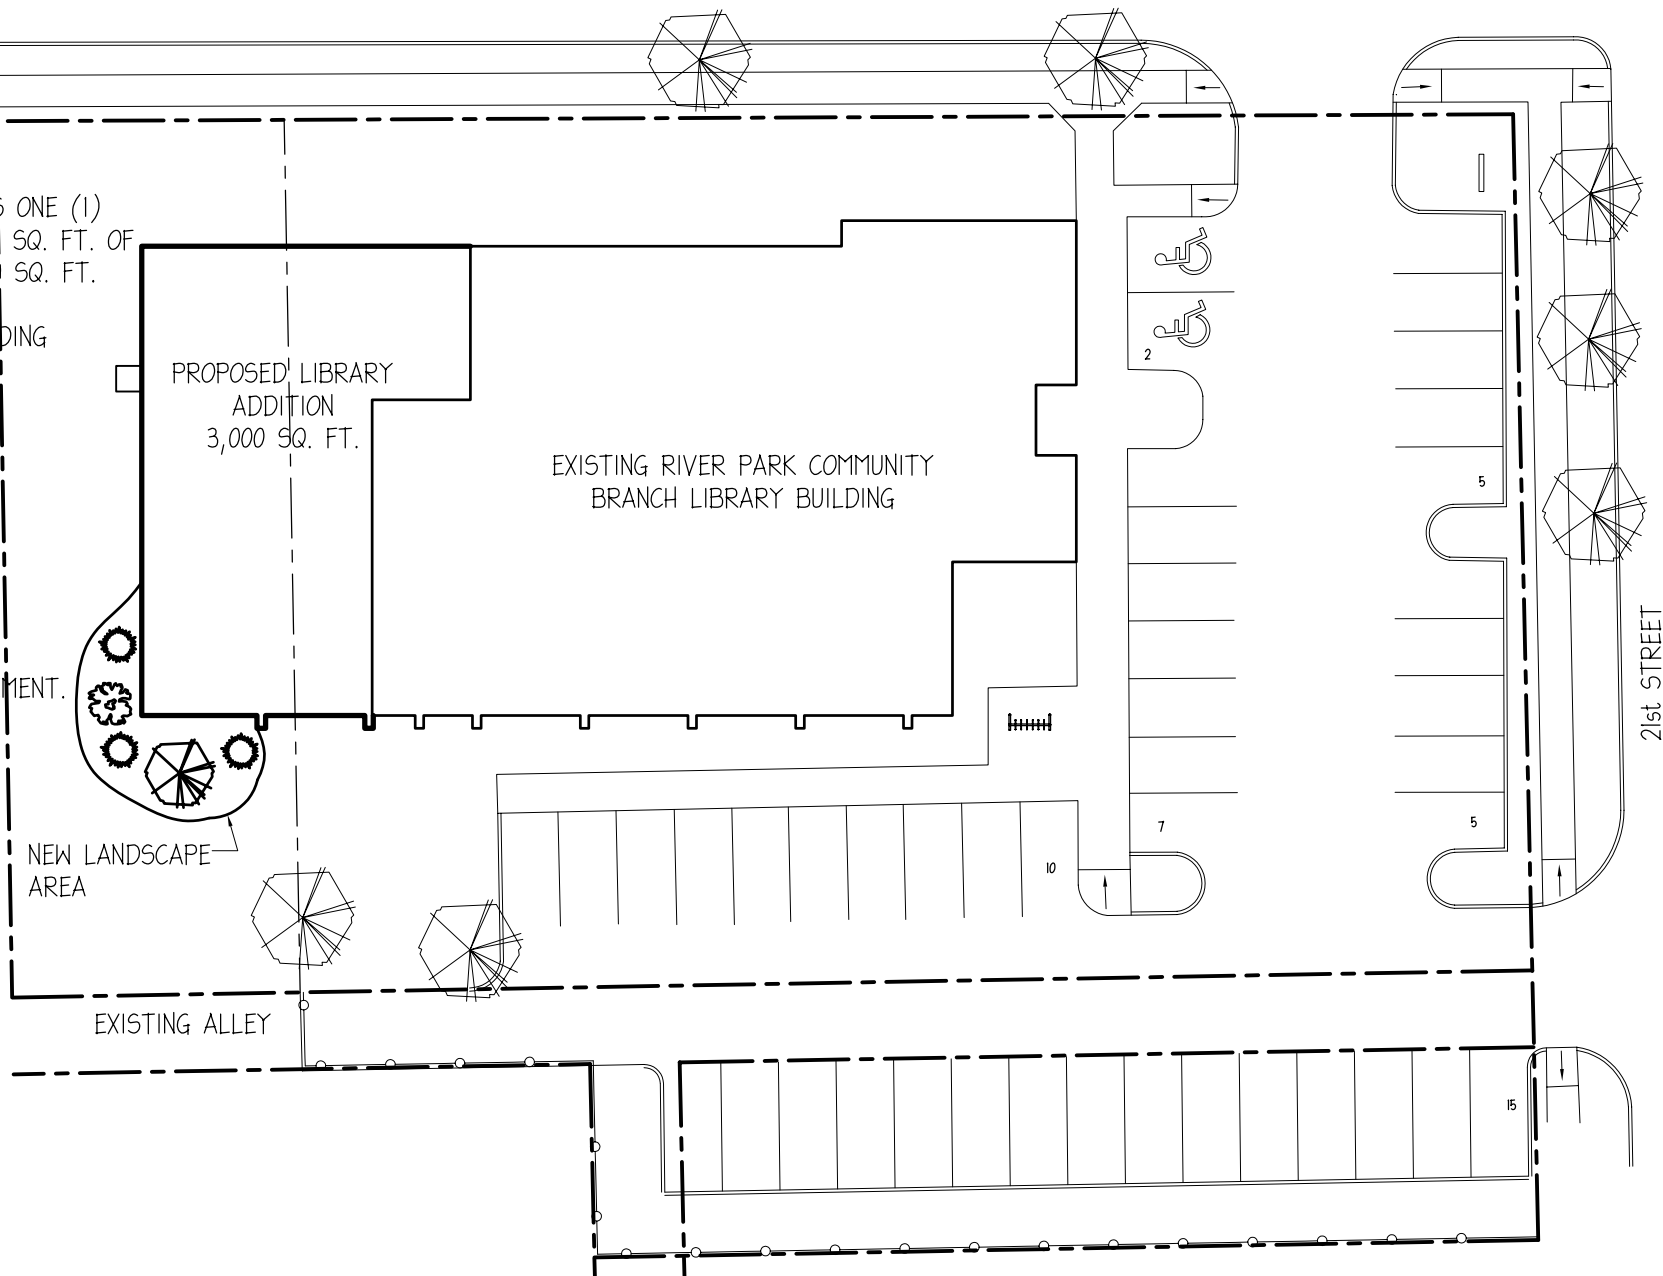 ONE (1)
SQ. FT. OF
SQ. FT.
DING
PROPOSED LIBRARY
ADDITION
3,000 SQ. FT.
EXISTING RIVER PARK COMMUNITY
BRANCH LIBRARY BUILDING
2
5
MENT.
21st STREET
7
5
10
NEW LANDSCAPE
AREA
EXISTING ALLEY
15